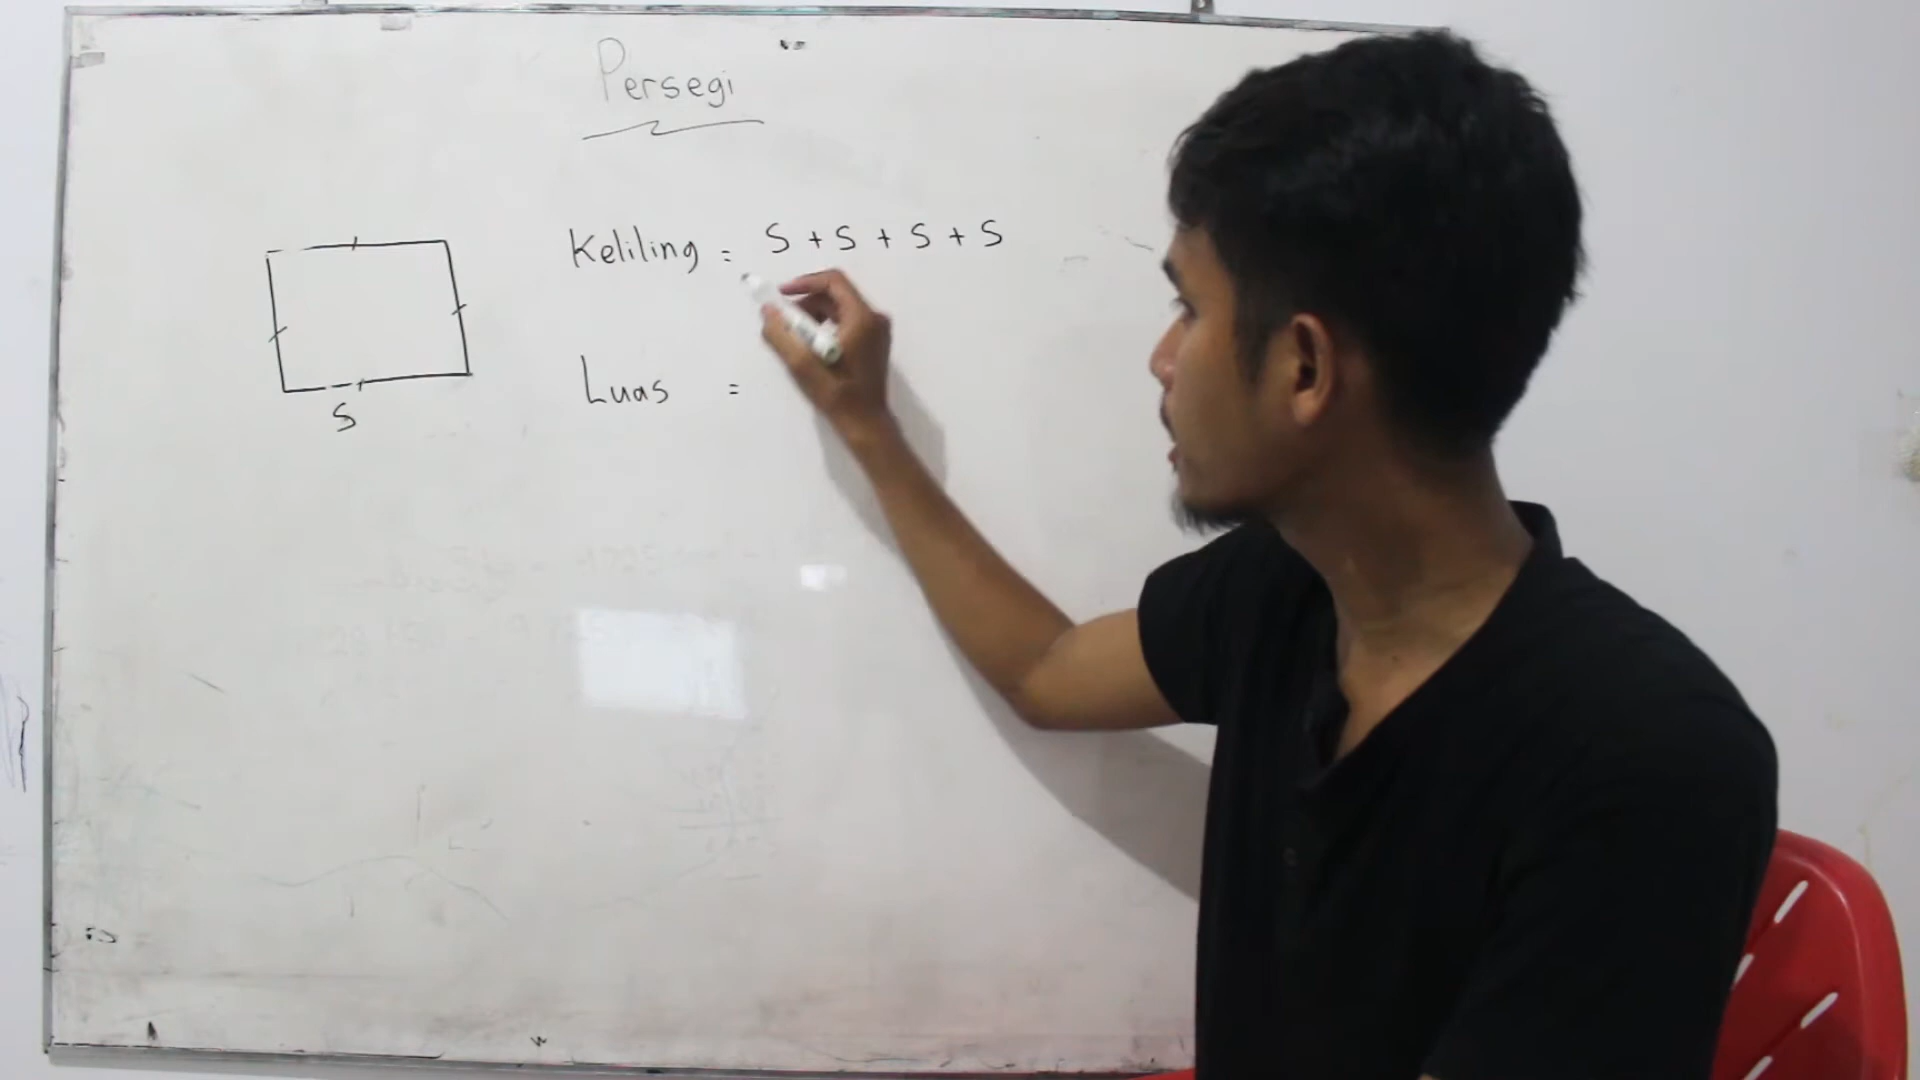 Persegi
Keliling = S + S + S + S
Luas =
S